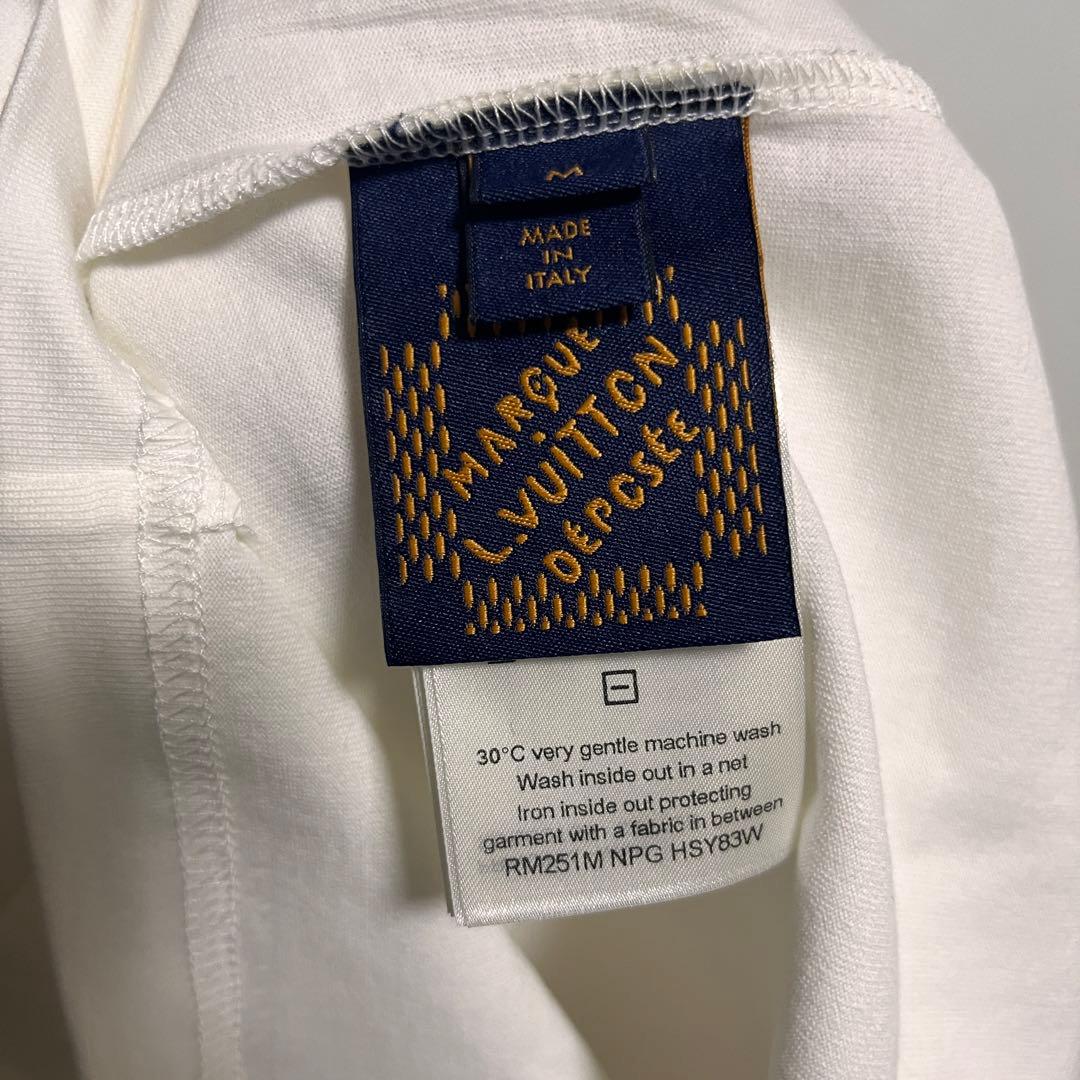 M
MADE
IN
ITALY
MARQUE
L.VUITTON
DÉPOSÉE
30°C very gentle machine wash
Wash inside out in a net
Iron inside out protecting
garment with a fabric in between
RM251M NPG HSY83W